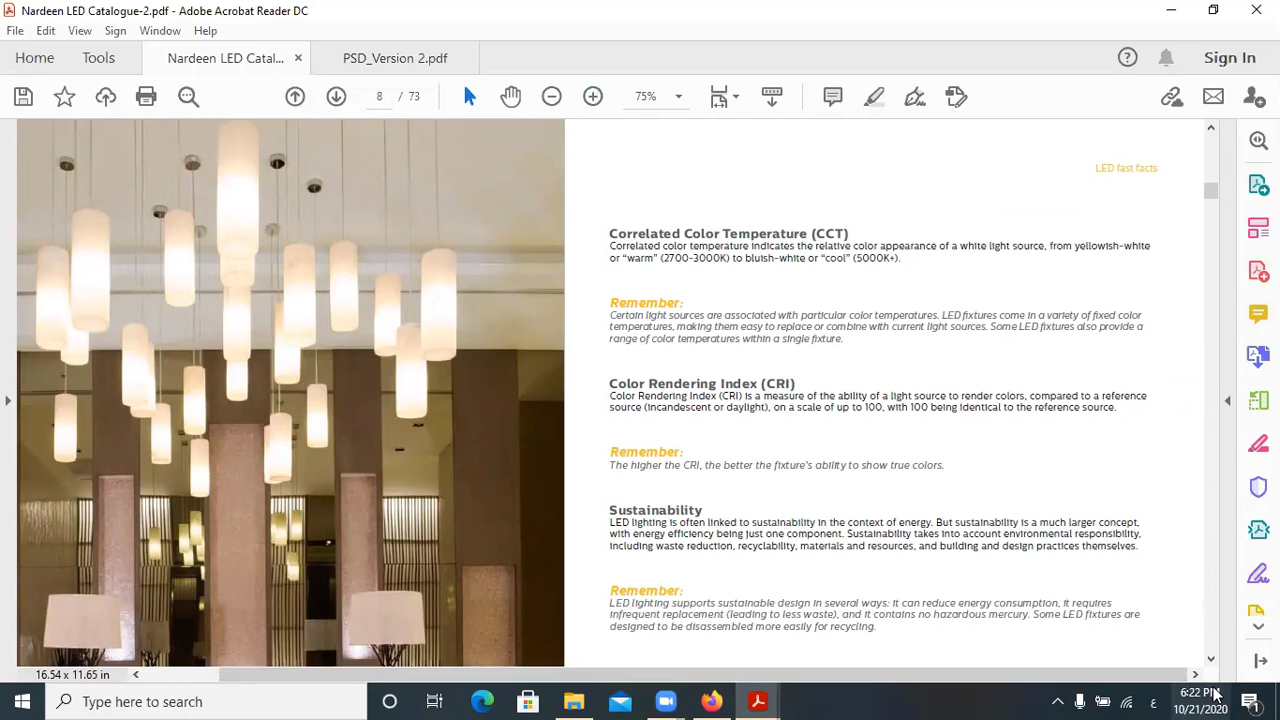 Nardeen LED Catalogue-2.pdf - Adobe Acrobat Reader DC
File Edit View Sign Window Help
Home Tools Nardeen LED Catal... × PSD_Version 2.pdf Sign In
8 / 73 75%
LED fast facts
Correlated Color Temperature (CCT)
Correlated color temperature indicates the relative color appearance of a white light source, from yellowish-white
or “warm” (2700-3000K) to bluish-white or “cool” (5000K+).
Remember:
Certain light sources are associated with particular color temperatures. LED fixtures come in a variety of fixed color
temperatures, making them easy to replace or combine with current light sources. Some LED fixtures also provide a
range of color temperatures within a single fixture.
Color Rendering Index (CRI)
Color Rendering Index (CRI) is a measure of the ability of a light source to render colors, compared to a reference
source (incandescent or daylight), on a scale of up to 100, with 100 being identical to the reference source.
Remember:
The higher the CRI, the better the fixture's ability to show true colors.
Sustainability
LED lighting is often linked to sustainability in the context of energy. But sustainability is a much larger concept,
with energy efficiency being just one component. Sustainability takes into account environmental responsibility,
including waste reduction, recyclability, materials and resources, and building and design practices themselves.
Remember:
LED lighting supports sustainable design in several ways: it can reduce energy consumption, it requires
infrequent replacement (leading to less waste), and it contains no hazardous mercury. Some LED fixtures are
designed to be disassembled more easily for recycling.
16.54 x 11.65 in
Type here to search
ع
6:22 PM
10/21/2020
1